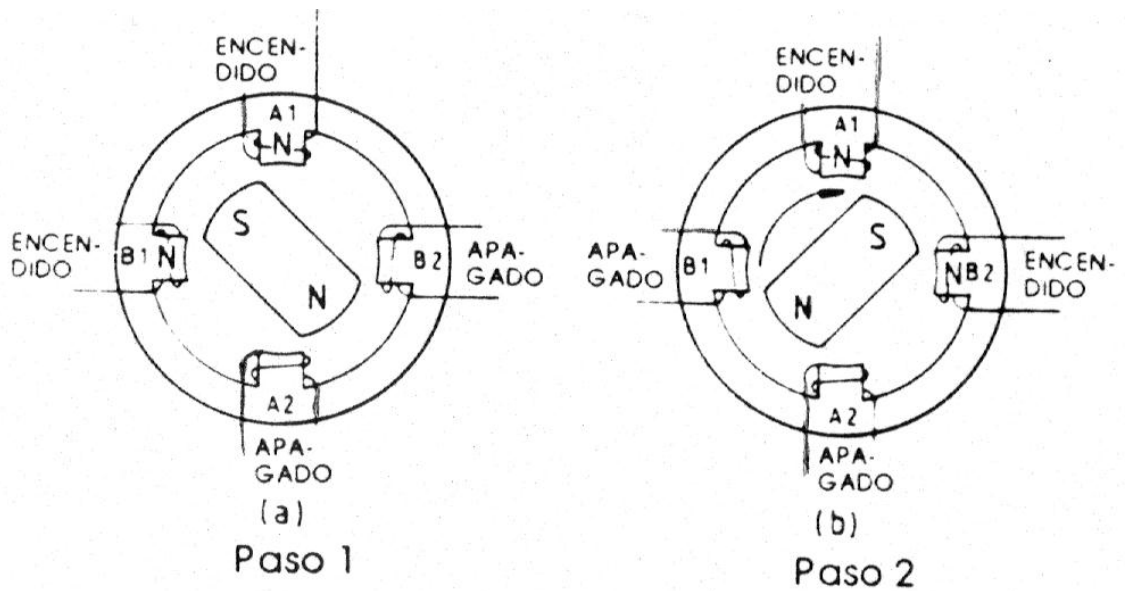 ENCEN-
DIDO
A1
N
S
N
ENCEN-
DIDO
B1 N
B2
APA-
GADO
A2
APA-
GADO
(a)
Paso 1
ENCEN-
DIDO
A1
N
S
N
APA-
GADO
B1
N B2
ENCEN-
DIDO
A2
APA-
GADO
(b)
Paso 2